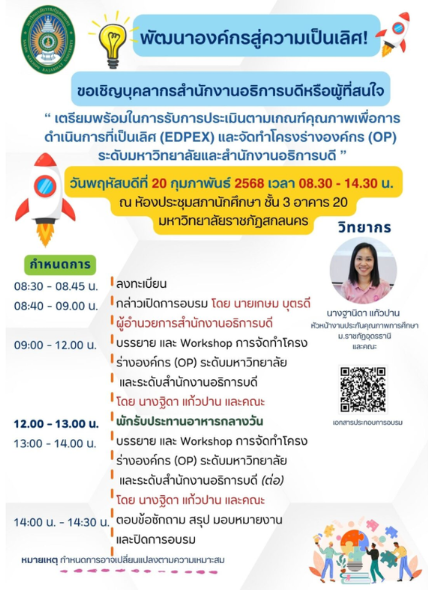 พัฒนาองค์กรสู่ความเป็นเลิศ!
ขอเชิญบุคลากรสำนักงานอธิการบดีหรือผู้ที่สนใจ
“ เตรียมพร้อมในการรับการประเมินตามเกณฑ์คุณภาพเพื่อการ
ดำเนินการที่เป็นเลิศ (EDPEX) และจัดทำโครงร่างองค์กร (OP)
ระดับมหาวิทยาลัยและสำนักงานอธิการบดี ”
วันพฤหัสบดีที่ 20 กุมภาพันธ์ 2568 เวลา 08.30 - 14.30 น.
ณ ห้องประชุมสภานักศึกษา ชั้น 3 อาคาร 20
มหาวิทยาลัยราชภัฏสกลนคร
วิทยากร
นางฐานิดา แก้วปาน
หัวหน้างานประกันคุณภาพการศึกษา
ม.ราชภัฏอุดรธานี
และคณะ
เอกสารประกอบการอบรม
กำหนดการ
08:30 - 08.45 น. ลงทะเบียน
08:40 - 09.00 น. กล่าวเปิดการอบรม โดย นายเกษม บุตรดี
ผู้อำนวยการสำนักงานอธิการบดี
09:00 - 12.00 น. บรรยาย และ Workshop การจัดทำโครง
ร่างองค์กร (OP) ระดับมหาวิทยาลัย
และระดับสำนักงานอธิการบดี
โดย นางฐิดา แก้วปาน และคณะ
12.00 - 13.00 น. พักรับประทานอาหารกลางวัน
13:00 - 14.00 น. บรรยาย และ Workshop การจัดทำโครง
ร่างองค์กร (OP) ระดับมหาวิทยาลัย
และระดับสำนักงานอธิการบดี (ต่อ)
โดย นางฐิดา แก้วปาน และคณะ
14:00 น. - 14:30 น. ตอบข้อซักถาม สรุป มอบหมายงาน
และปิดการอบรม
หมายเหตุ กำหนดการอาจเปลี่ยนแปลงตามความเหมาะสม